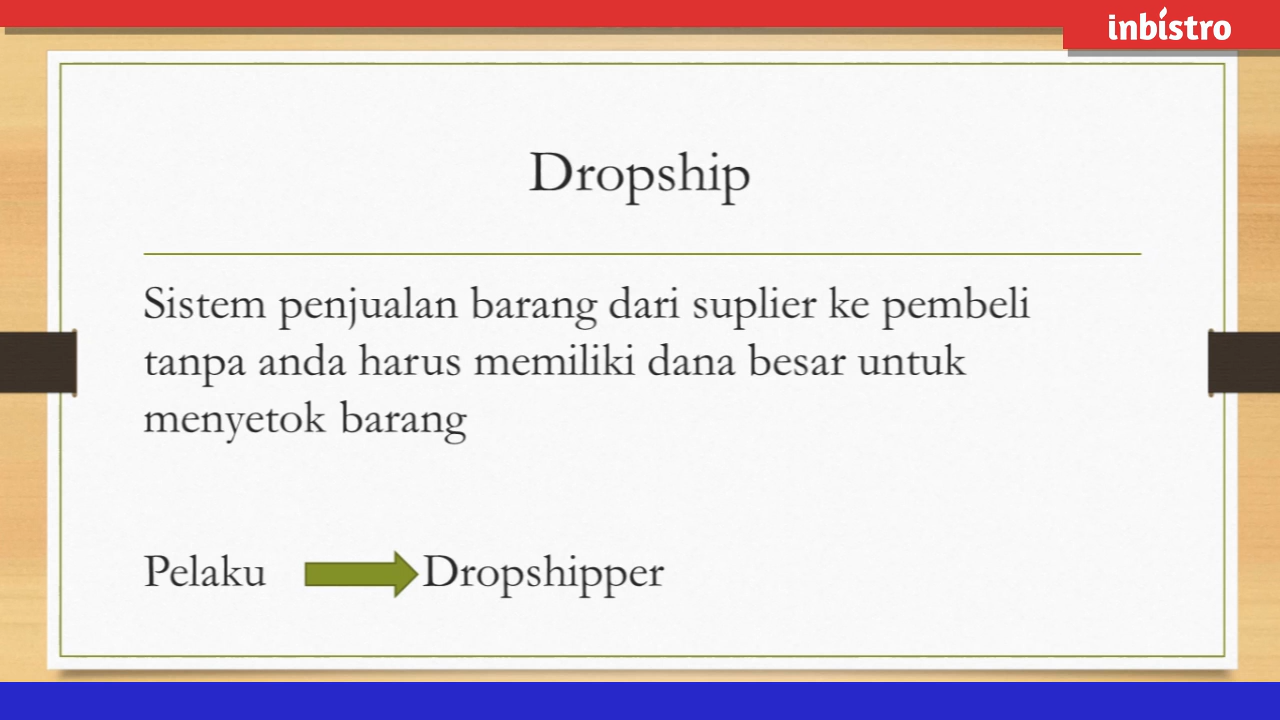 inbistro
Dropship
Sistem penjualan barang dari suplier ke pembeli
tanpa anda harus memiliki dana besar untuk
menyetok barang
Pelaku Dropshipper